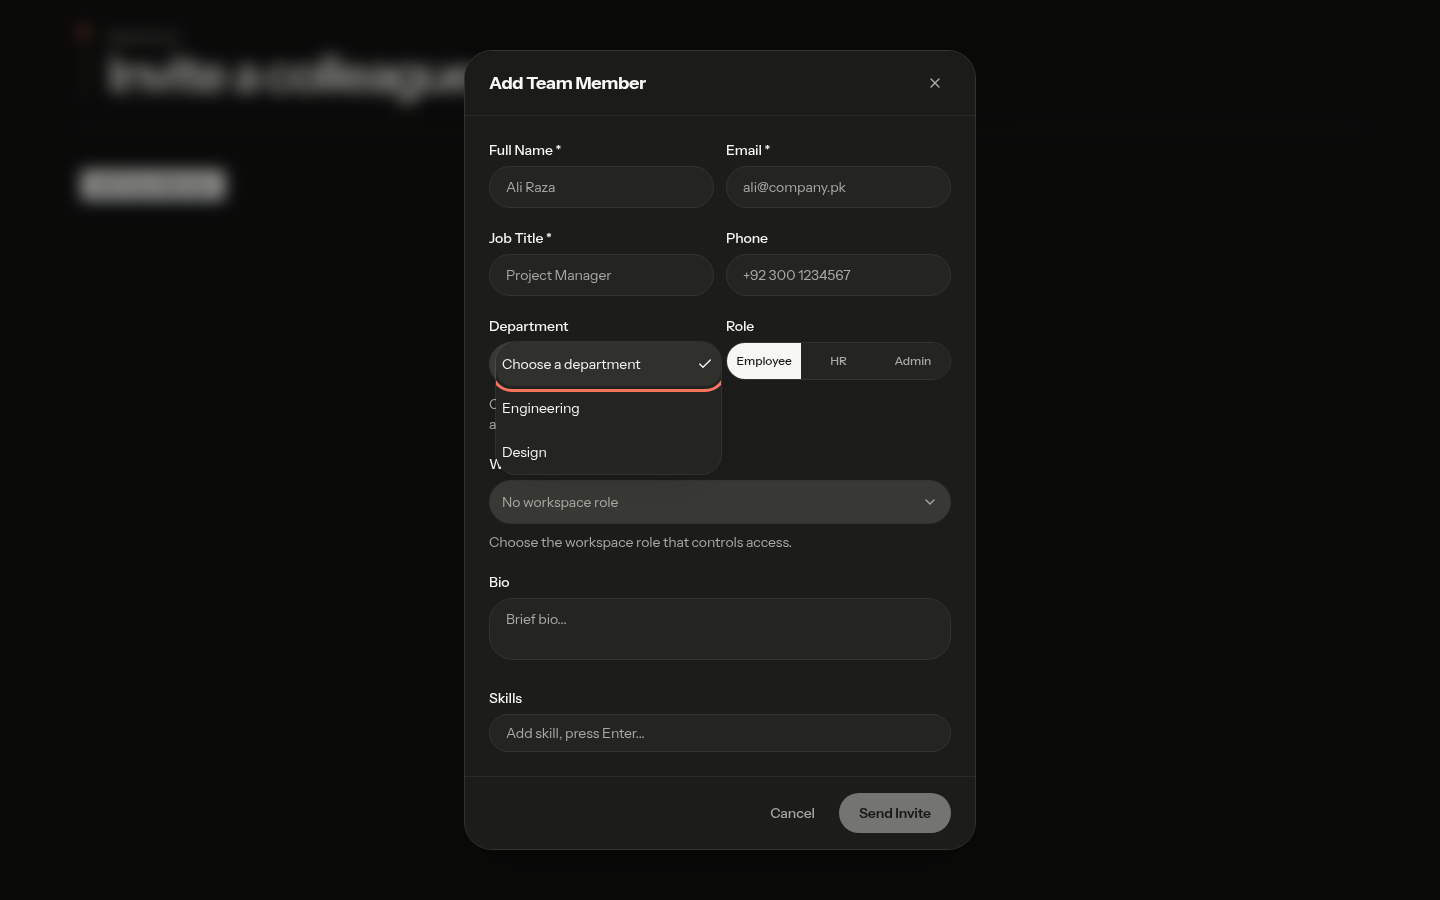 Invite a colleague
Add Team Member
Full Name *
Email *
Ali Raza
ali@company.pk
Job Title *
Phone
Project Manager
+92 300 1234567
Department
Role
Choose a department
Employee
HR
Admin
Engineering
Design
No workspace role
Choose the workspace role that controls access.
Bio
Brief bio...
Skills
Add skill, press Enter...
Cancel
Send Invite